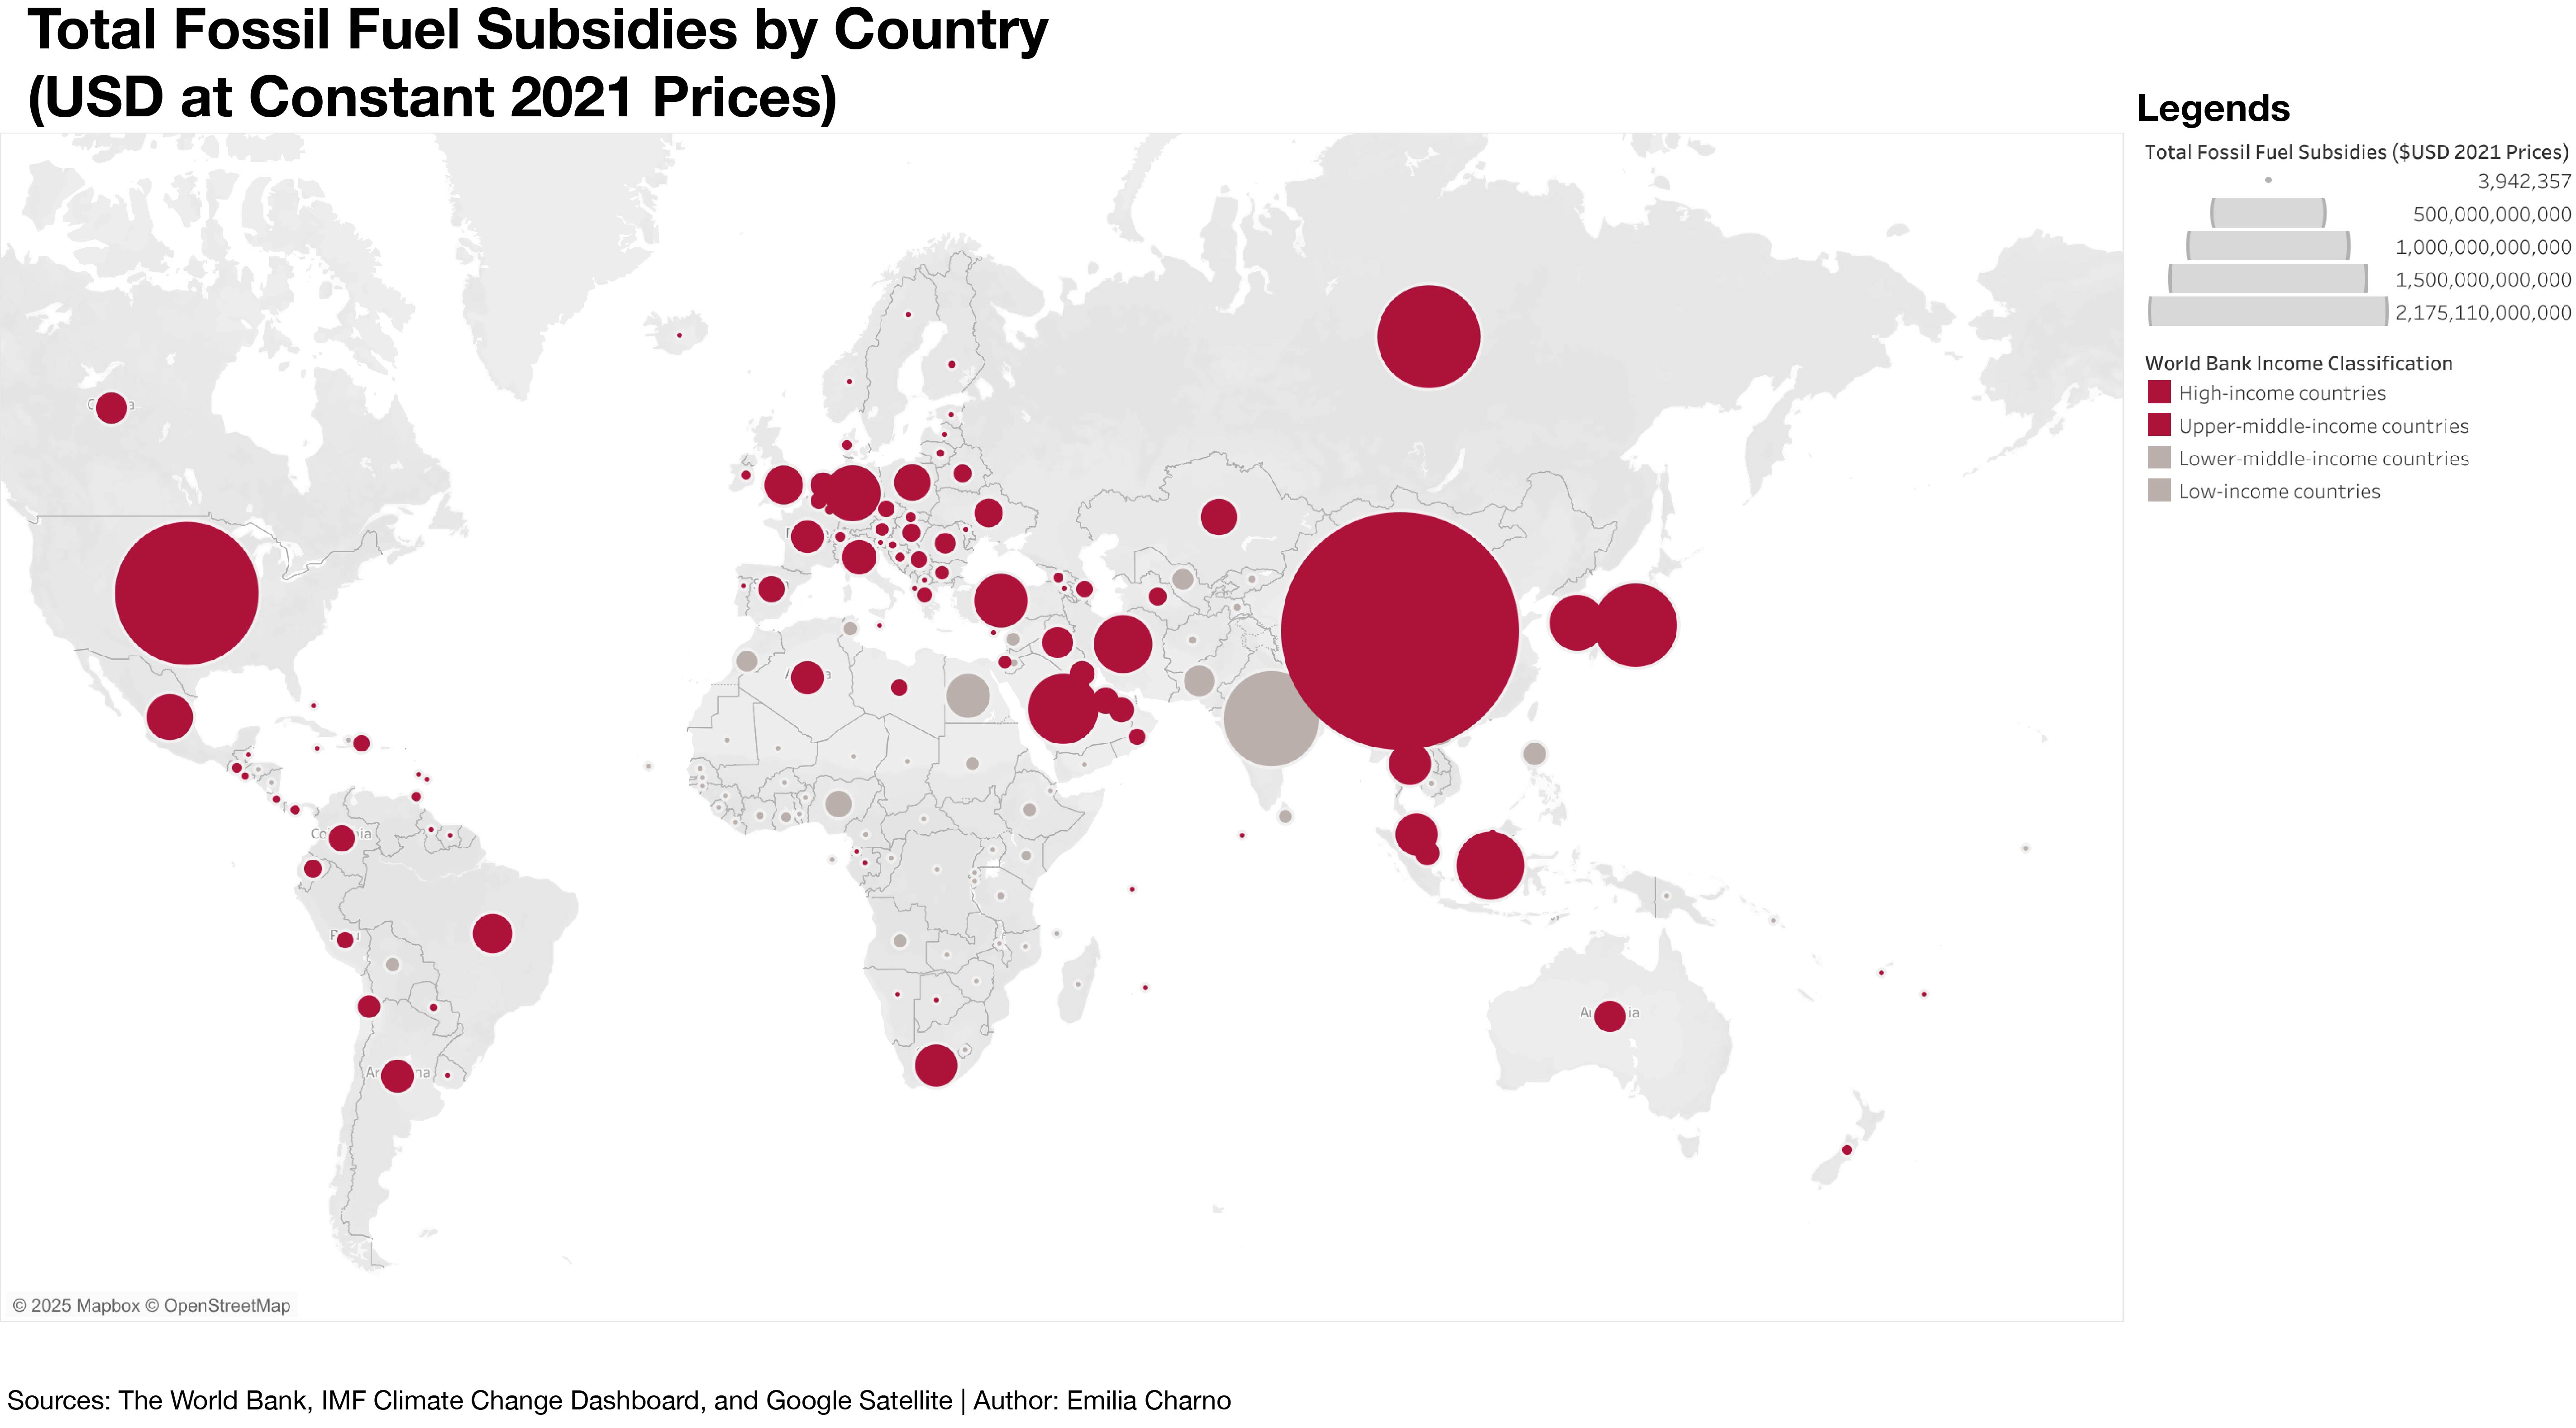 Total Fossil Fuel Subsidies by Country
(USD at Constant 2021 Prices)
Legends
Total Fossil Fuel Subsidies ($USD 2021 Prices)
3,942,357
500,000,000,000
1,000,000,000,000
1,500,000,000,000
2,175,110,000,000
World Bank Income Classification
High-income countries
Upper-middle-income countries
Lower-middle-income countries
Low-income countries
© 2025 Mapbox © OpenStreetMap
Sources: The World Bank, IMF Climate Change Dashboard, and Google Satellite | Author: Emilia Charno